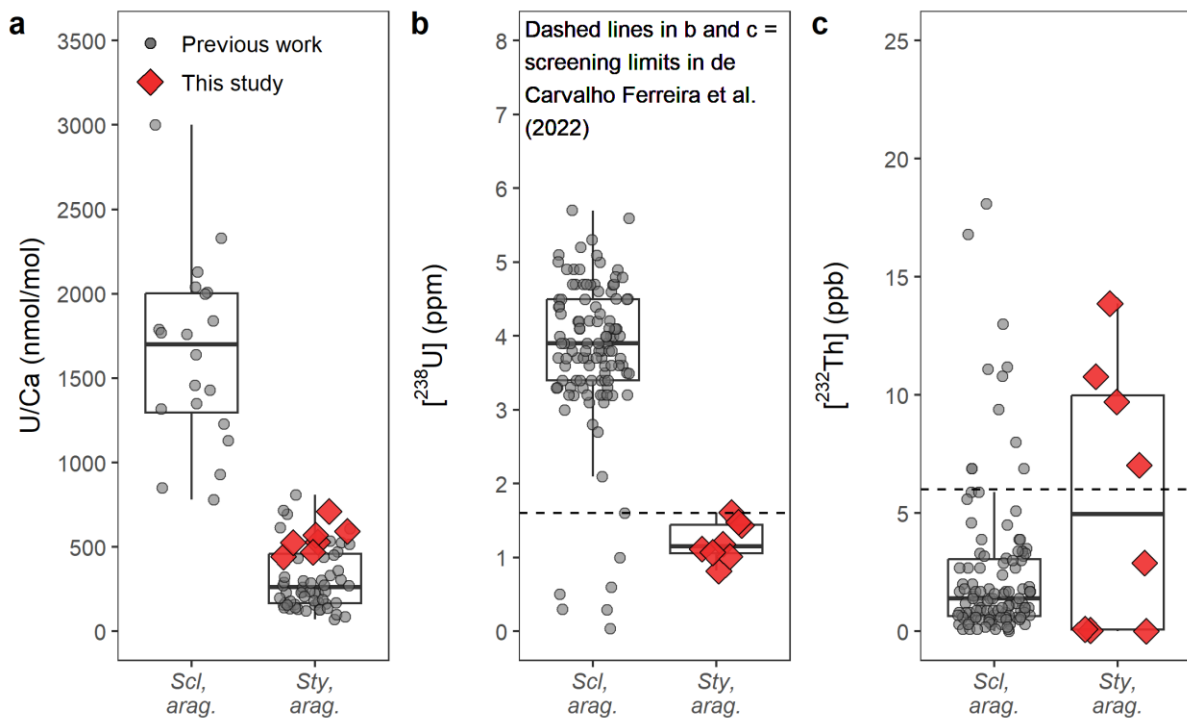 a
3500
3000
2500
2000
1500
1000
500
0
U/Ca (nmol/mol)
Previous work
This study
Scl,
arag.
Sty,
arag.
b
8
7
6
5
4
3
2
1
0
[²³⁸U] (ppm)
Dashed lines in b and c =
screening limits in de
Carvalho Ferreira et al.
(2022)
Scl,
arag.
Sty,
arag.
c
25
20
15
10
5
0
[²³²Th] (ppb)
Scl,
arag.
Sty,
arag.